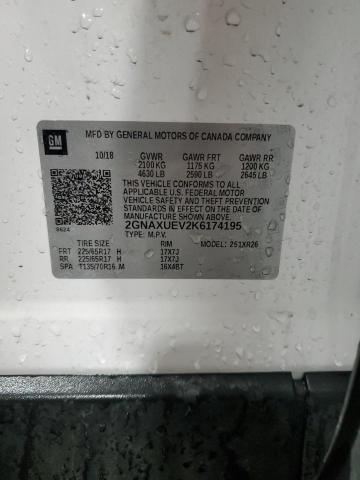 GM
MFD BY GENERAL MOTORS OF CANADA COMPANY
10/18 GVWR GAWR FRT GAWR RR
2100 KG 1175 KG 1200 KG
4630 LB 2590 LB 2645 LB
THIS VEHICLE CONFORMS TO ALL
APPLICABLE U.S. FEDERAL MOTOR
VEHICLE SAFETY, BUMPER, AND THEFT
PREVENTION STANDARDS IN EFFECT ON
THE DATE OF MANUFACTURE SHOWN ABOVE.
2GNAXUEV2K6174195
TYPE: M.P.V. MODEL: 261XR26
8624
TIRE SIZE RIM
FRT 225/65R17 H 17X7J
RR 225/65R17 H 17X7J
SPA T135/70R16 M 16X4BT